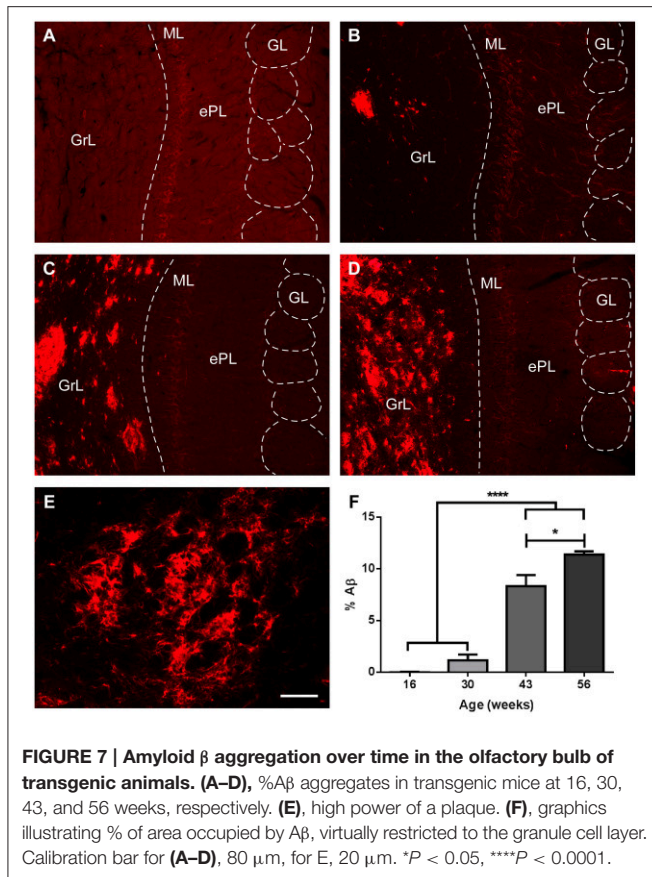 A
ML
GL
GrL
ePL
B
ML
GL
GrL
ePL
C
ML
GL
GrL
ePL
D
ML
GL
GrL
ePL
E
F
****
*
15
10
5
0
% Aβ
16
30
43
56
Age (weeks)
FIGURE 7 | Amyloid β aggregation over time in the olfactory bulb of
transgenic animals. (A–D), %Aβ aggregates in transgenic mice at 16, 30,
43, and 56 weeks, respectively. (E), high power of a plaque. (F), graphics
illustrating % of area occupied by Aβ, virtually restricted to the granule cell layer.
Calibration bar for (A–D), 80 μm, for E, 20 μm. *P < 0.05, ****P < 0.0001.